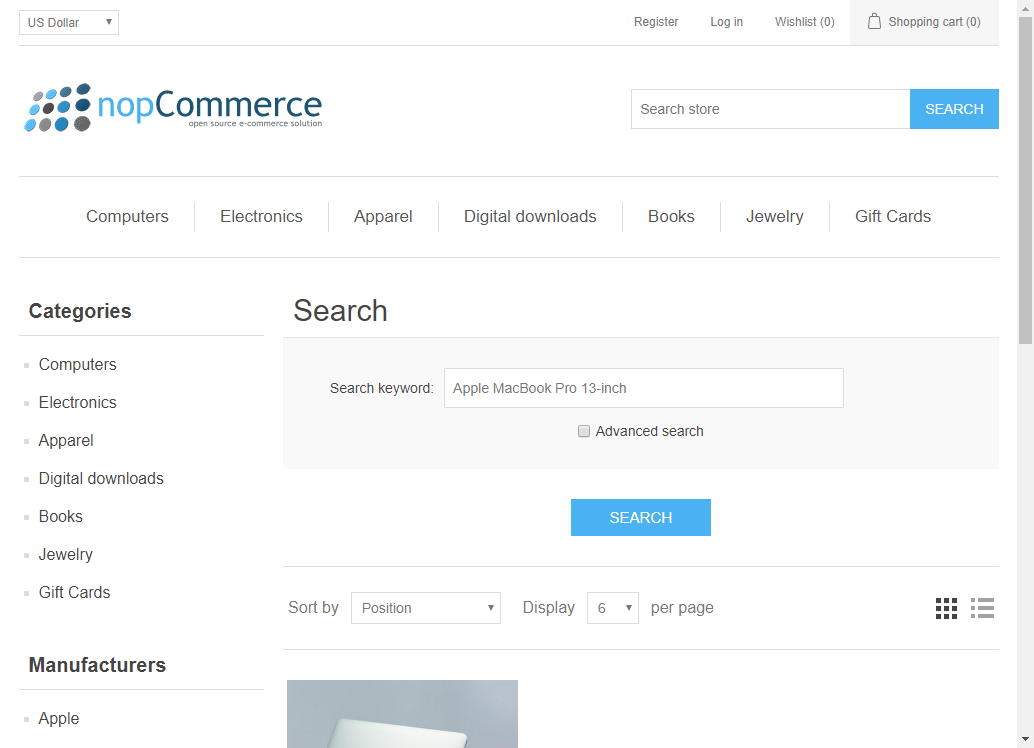 US Dollar
Register
Log in
Wishlist (0)
Shopping cart (0)
nopCommerce
open source e-commerce solution
Search store
SEARCH
Computers
Electronics
Apparel
Digital downloads
Books
Jewelry
Gift Cards
Categories
Computers
Electronics
Apparel
Digital downloads
Books
Jewelry
Gift Cards
Manufacturers
Apple
Search
Search keyword: Apple MacBook Pro 13-inch
Advanced search
SEARCH
Sort by Position Display 6 per page